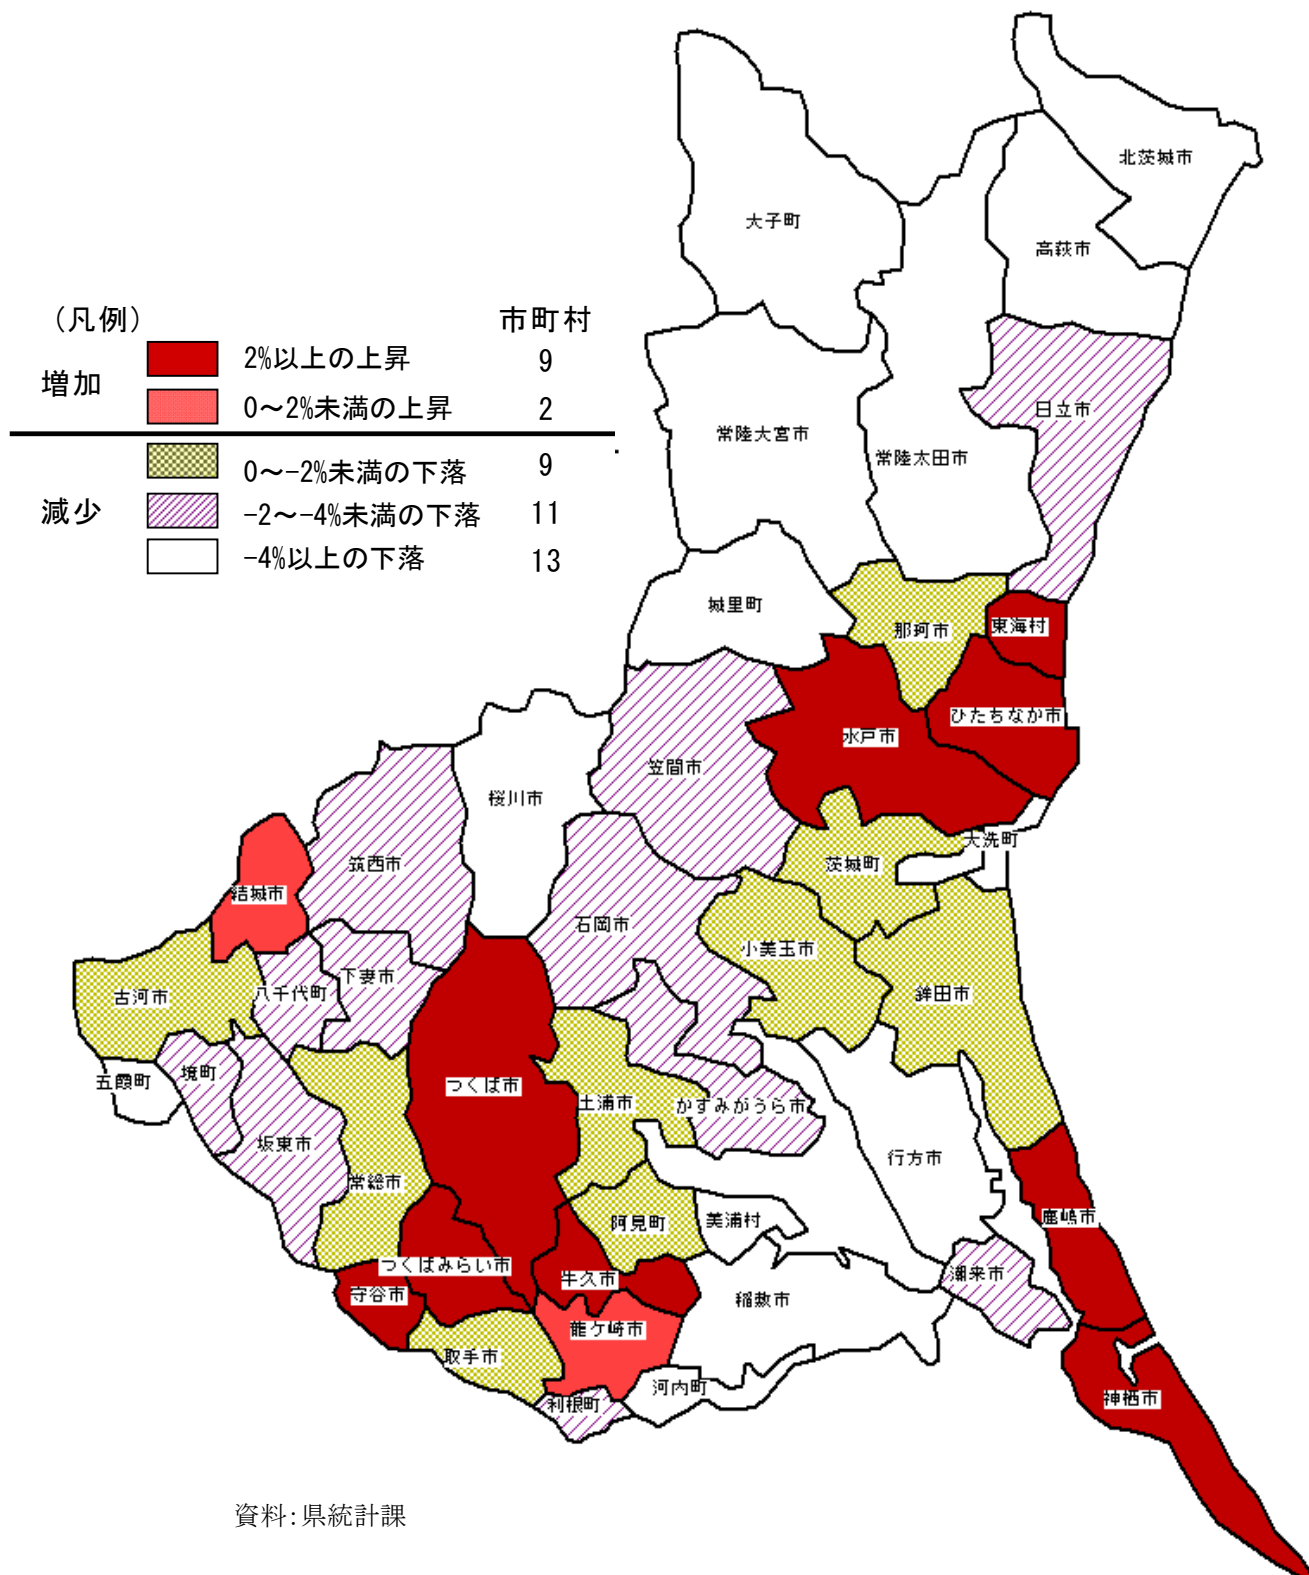 (凡例)
市町村
増加
2%以上の上昇 9
0～2%未満の上昇 2
減少
0～-2%未満の下落 9
-2～-4%未満の下落 11
-4%以上の下落 13
北茨城市
大子町
高萩市
日立市
常陸大宮市
常陸太田市
城里町
那珂市
東海村
ひたちなか市
水戸市
笠間市
桜川市
大洗町
茨城町
筑西市
結城市
石岡市
小美玉市
下妻市
八千代町
古河市
鉾田市
五霞町
境町
つくば市
土浦市
かすみがうら市
坂東市
行方市
常総市
阿見町
美浦村
鹿嶋市
つくばみらい市
牛久市
潮来市
守谷市
稲敷市
龍ケ崎市
取手市
河内町
利根町
神栖市
資料:県統計課